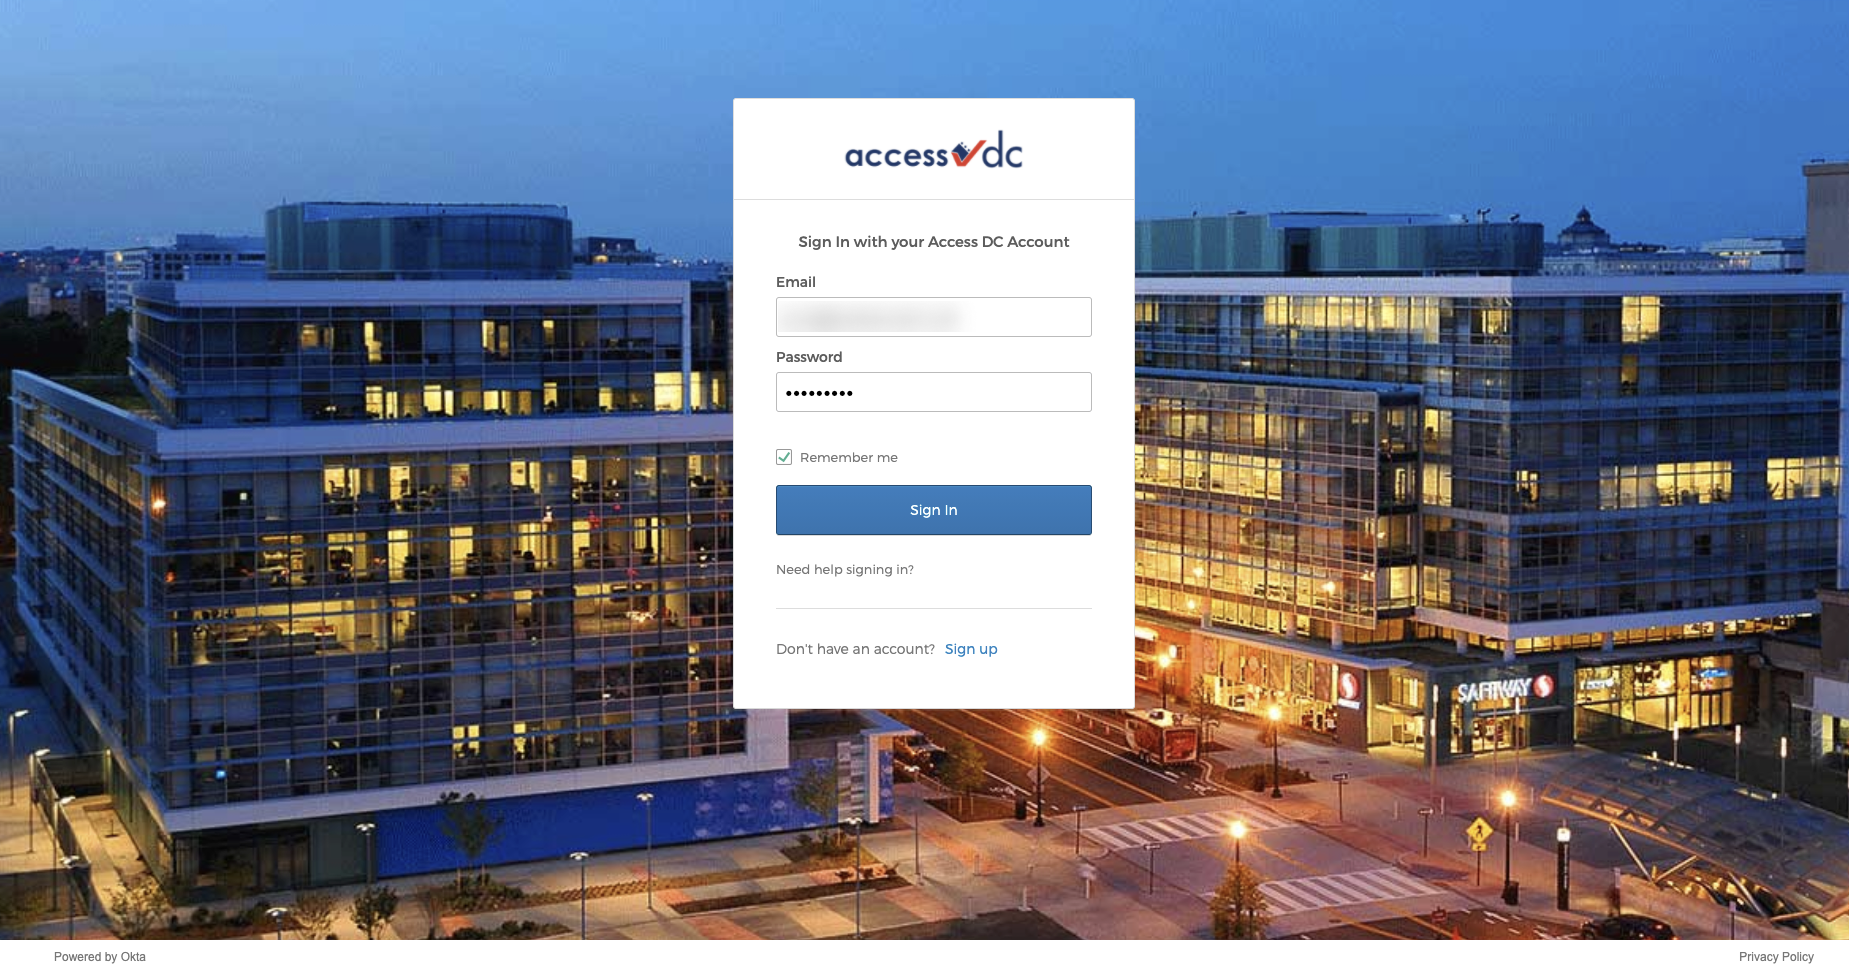 access dc
Sign In with your Access DC Account
Email
Password
Remember me
Sign In
Need help signing in?
Don't have an account? Sign up
SAFEWAY
Powered by Okta
Privacy Policy